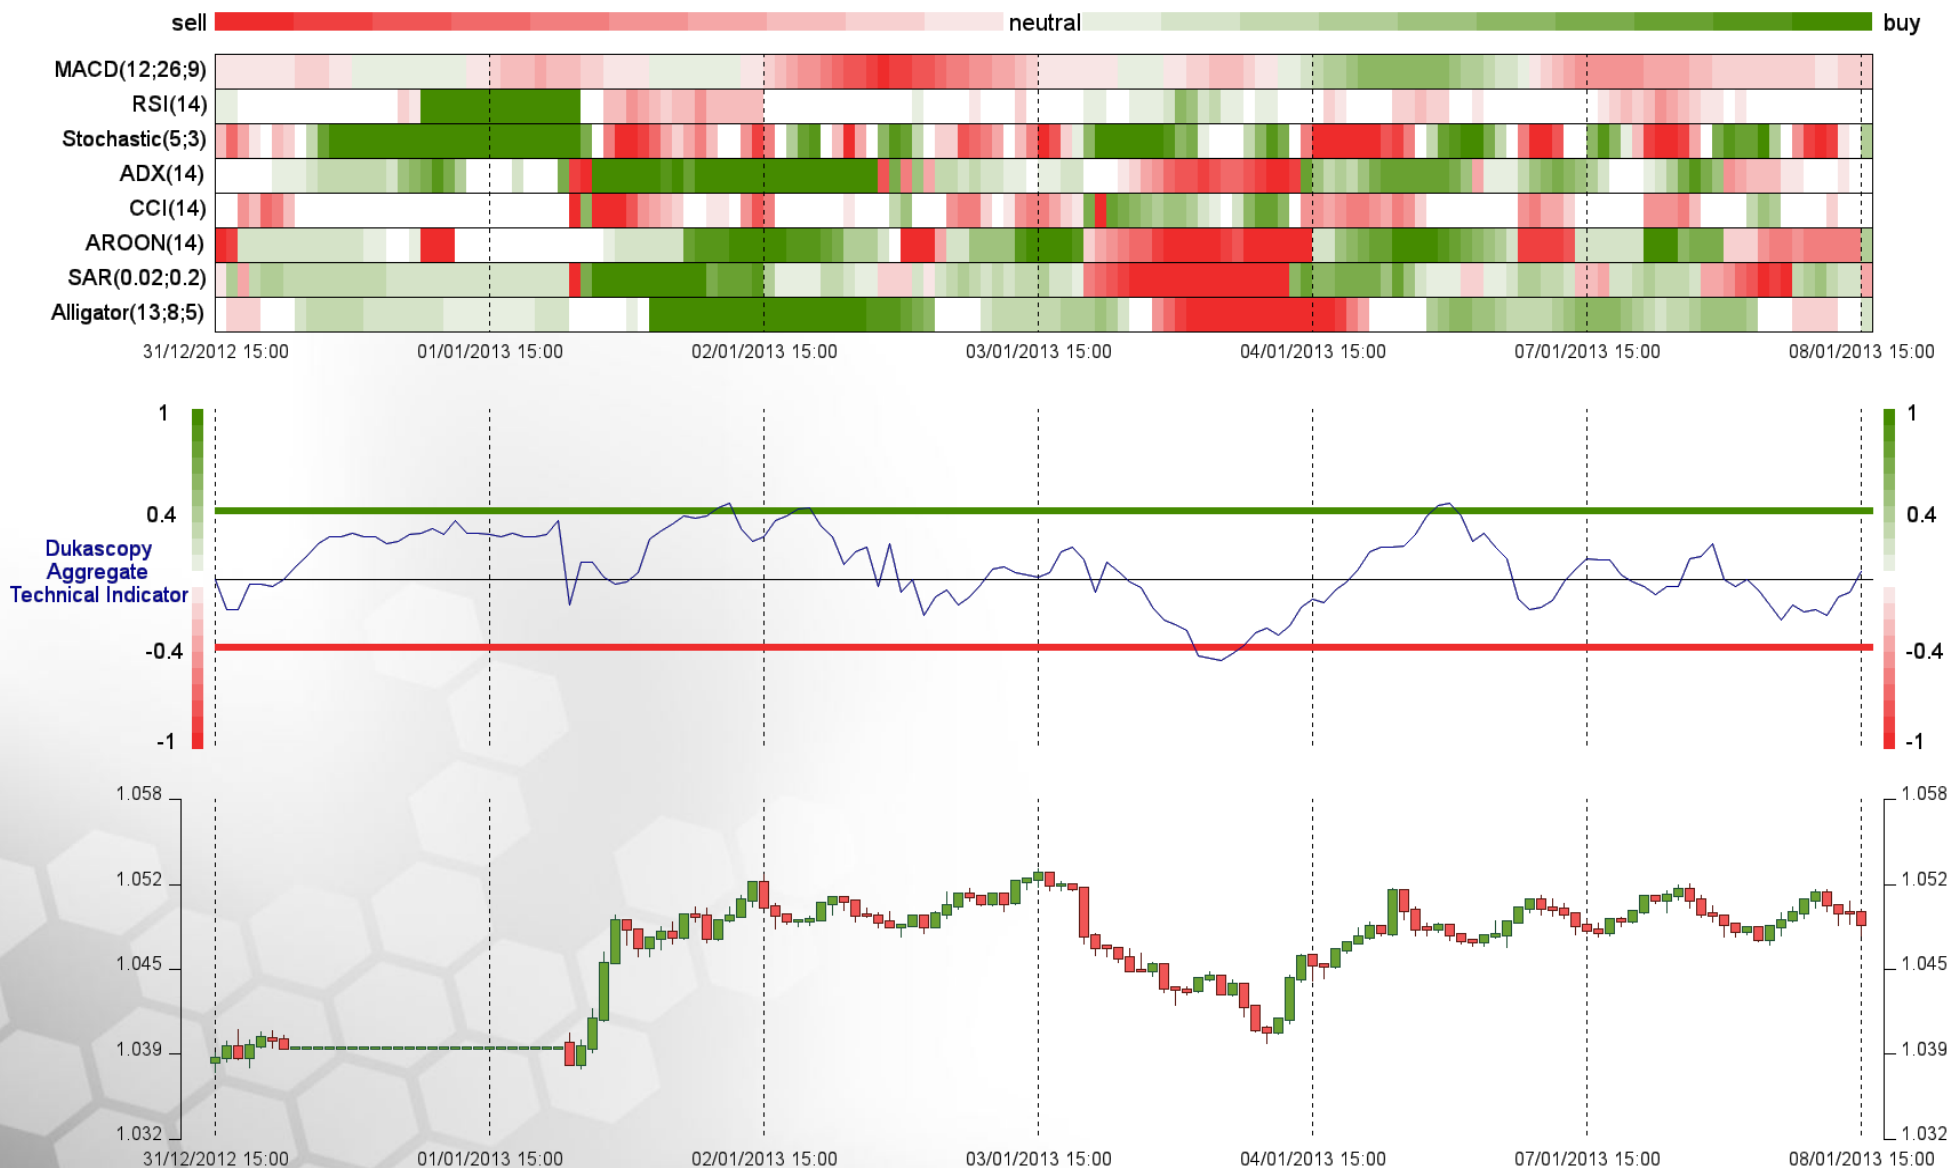 sell neutral buy
MACD(12;26;9)
RSI(14)
Stochastic(5;3)
ADX(14)
CCI(14)
AROON(14)
SAR(0.02;0.2)
Alligator(13;8;5)
31/12/2012 15:00 01/01/2013 15:00 02/01/2013 15:00 03/01/2013 15:00 04/01/2013 15:00 07/01/2013 15:00 08/01/2013 15:00
1 1
0.4 0.4
Dukascopy
Aggregate
Technical Indicator
-0.4 -0.4
-1 -1
1.058 1.058
1.052 1.052
1.045 1.045
1.039 1.039
1.032 1.032
31/12/2012 15:00 01/01/2013 15:00 02/01/2013 15:00 03/01/2013 15:00 04/01/2013 15:00 07/01/2013 15:00 08/01/2013 15:00